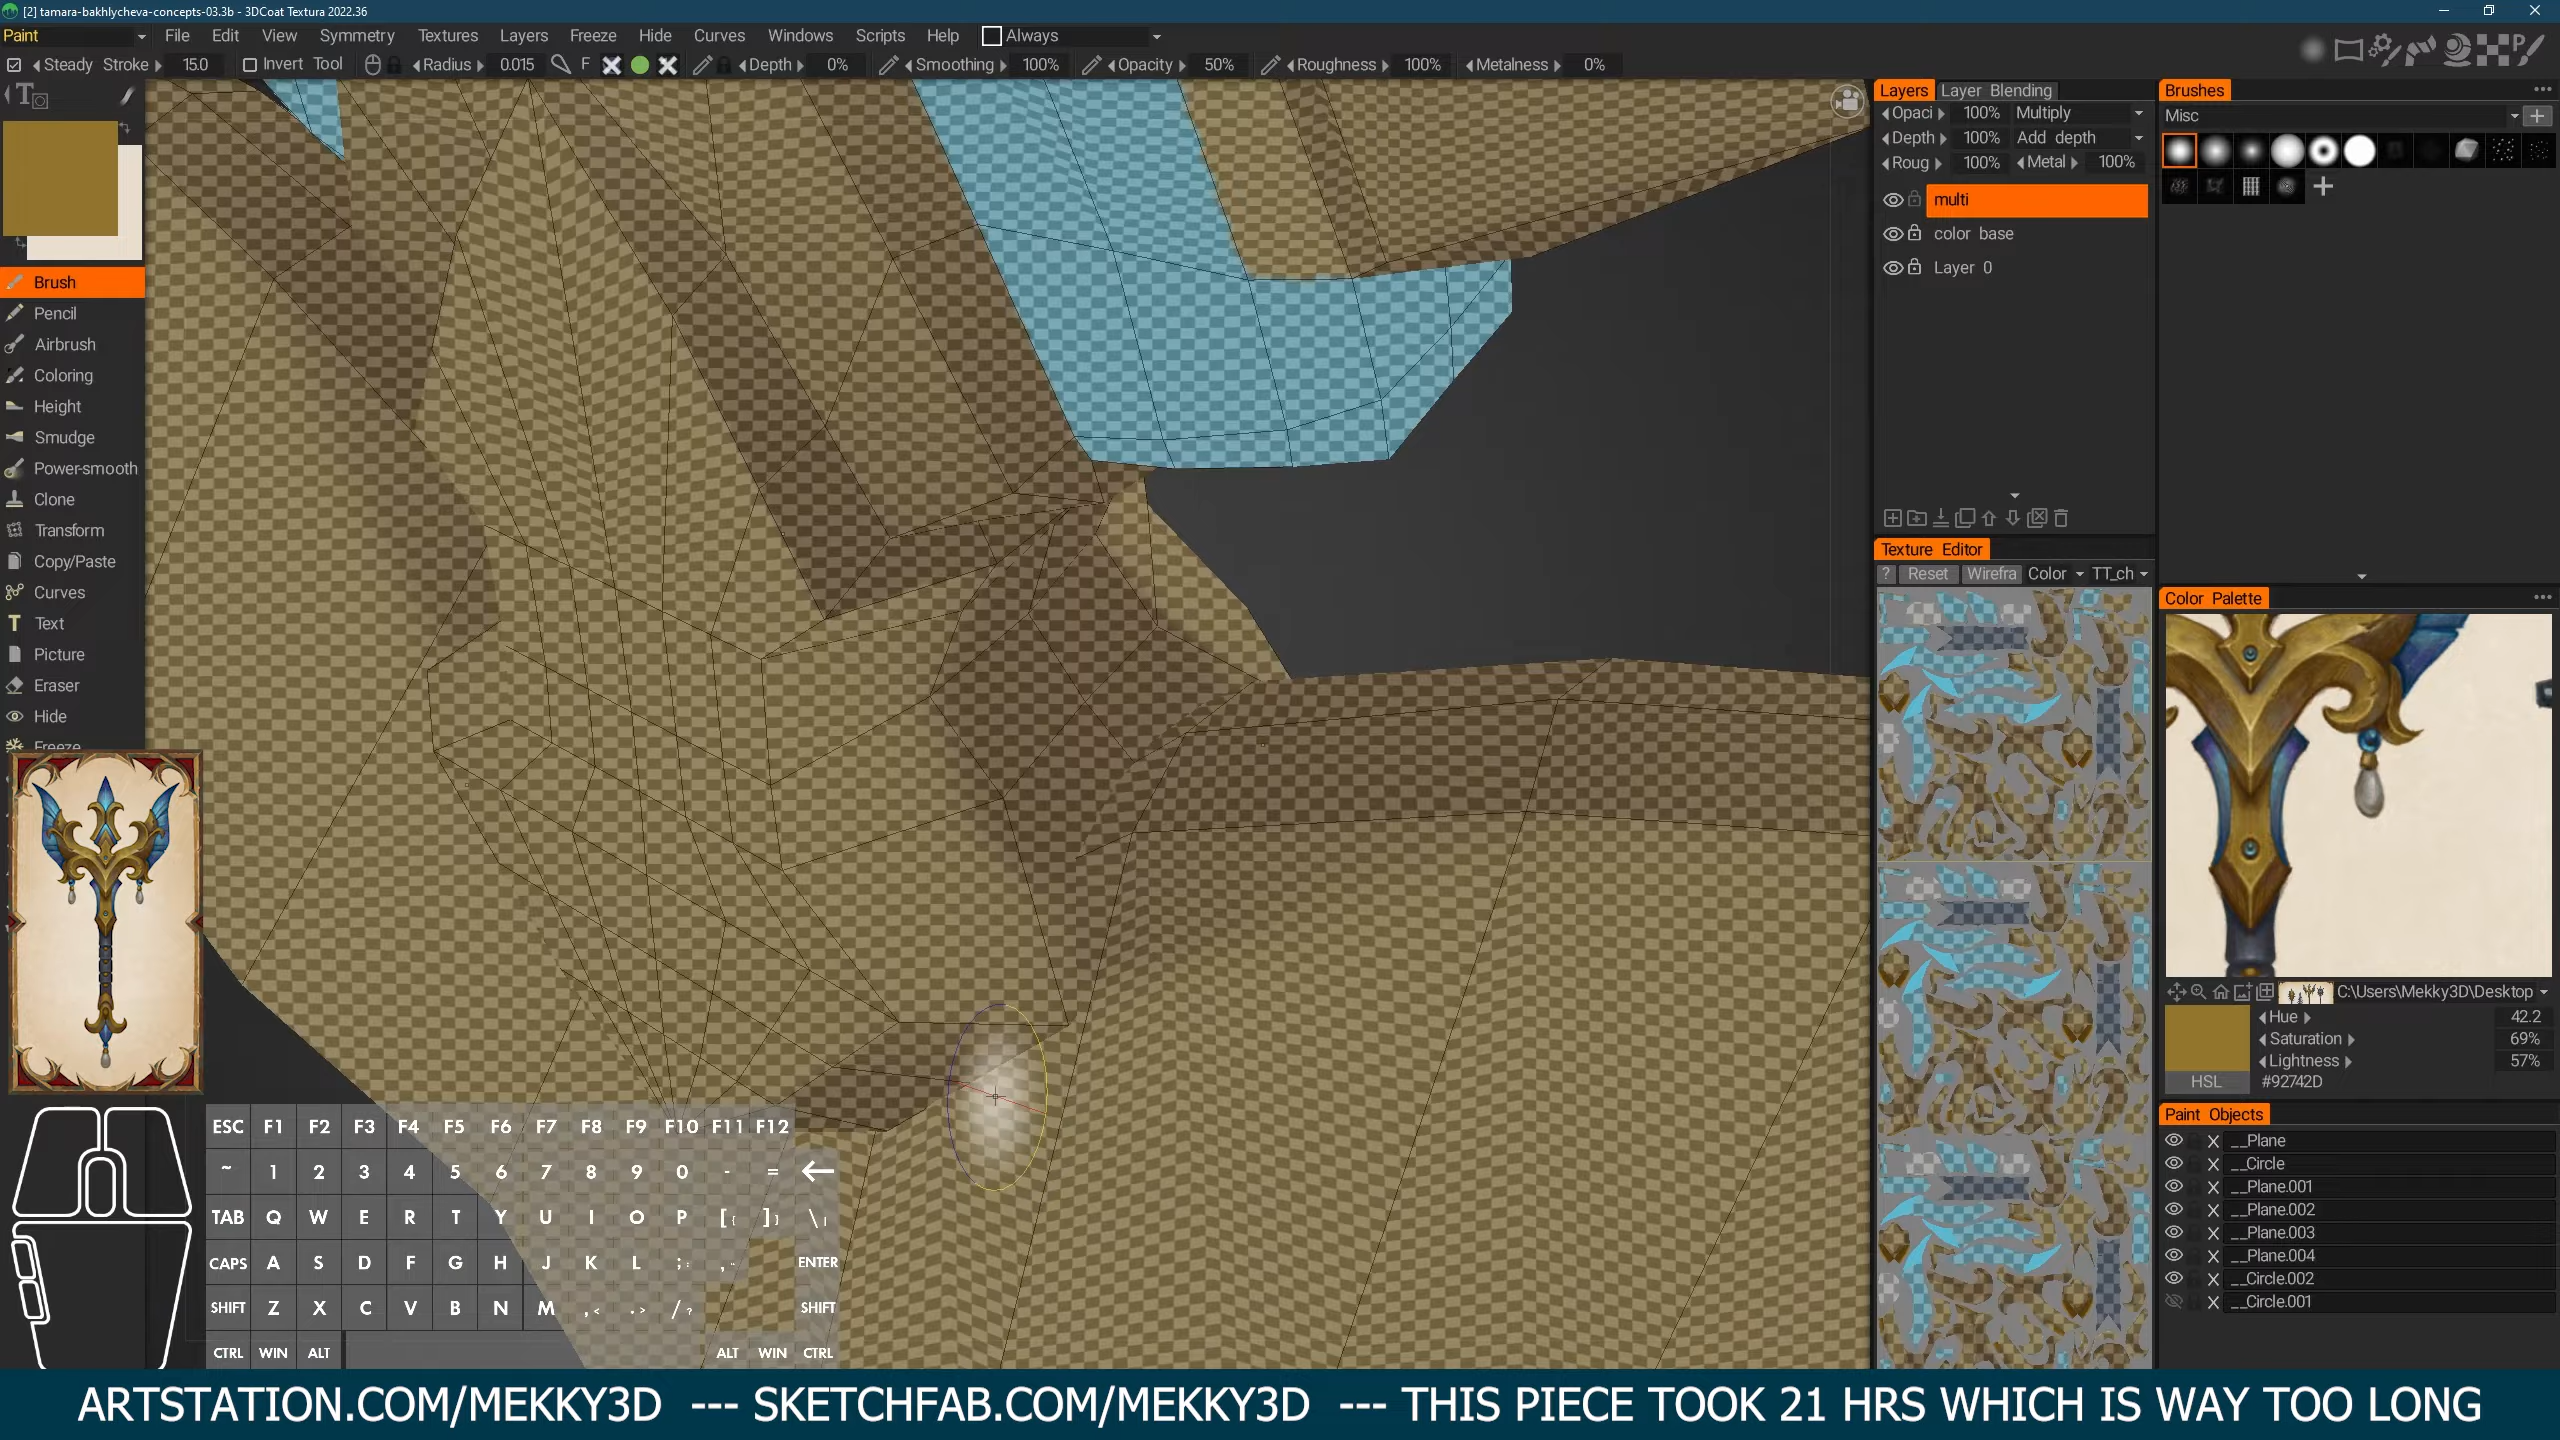 [2] tamara-bakhlycheva-concepts-03.3b - 3DCoat Textura 2022.36
Paint File Edit View Symmetry Textures Layers Freeze Hide Curves Windows Scripts Help Always
Steady Stroke 15.0 Invert Tool Radius 0.015 F Depth 0% Smoothing 100% Opacity 50% Roughness 100% Metalness 0%
Brush
Pencil
Airbrush
Coloring
Height
Smudge
Power-smooth
Clone
Transform
Copy/Paste
Curves
Text
Picture
Eraser
Hide
Freeze
Layers Layer Blending
Opaci 100% Multiply
Depth 100% Add depth
Roug 100% Metal 100%
multi
color base
Layer 0
Texture Editor
? Reset Wirefra Color TT_ch
Brushes
Misc
Color Palette
C:\Users\Mekky3D\Desktop
Hue 42.2
Saturation 69%
Lightness 57%
HSL #92742D
Paint Objects
X __Plane
X __Circle
X __Plane.001
X __Plane.002
X __Plane.003
X __Plane.004
X __Circle.002
X __Circle.001
ESC F1 F2 F3 F4 F5 F6 F7 F8 F9 F10 F11 F12
~ 1 2 3 4 5 6 7 8 9 0 - =
TAB Q W E R T Y U I O P [{ ]} \|
CAPS A S D F G H J K L ;: ENTER
SHIFT Z X C V B N M ,< .> /? SHIFT
CTRL WIN ALT ALT WIN CTRL
ARTSTATION.COM/MEKKY3D --- SKETCHFAB.COM/MEKKY3D --- THIS PIECE TOOK 21 HRS WHICH IS WAY TOO LONG